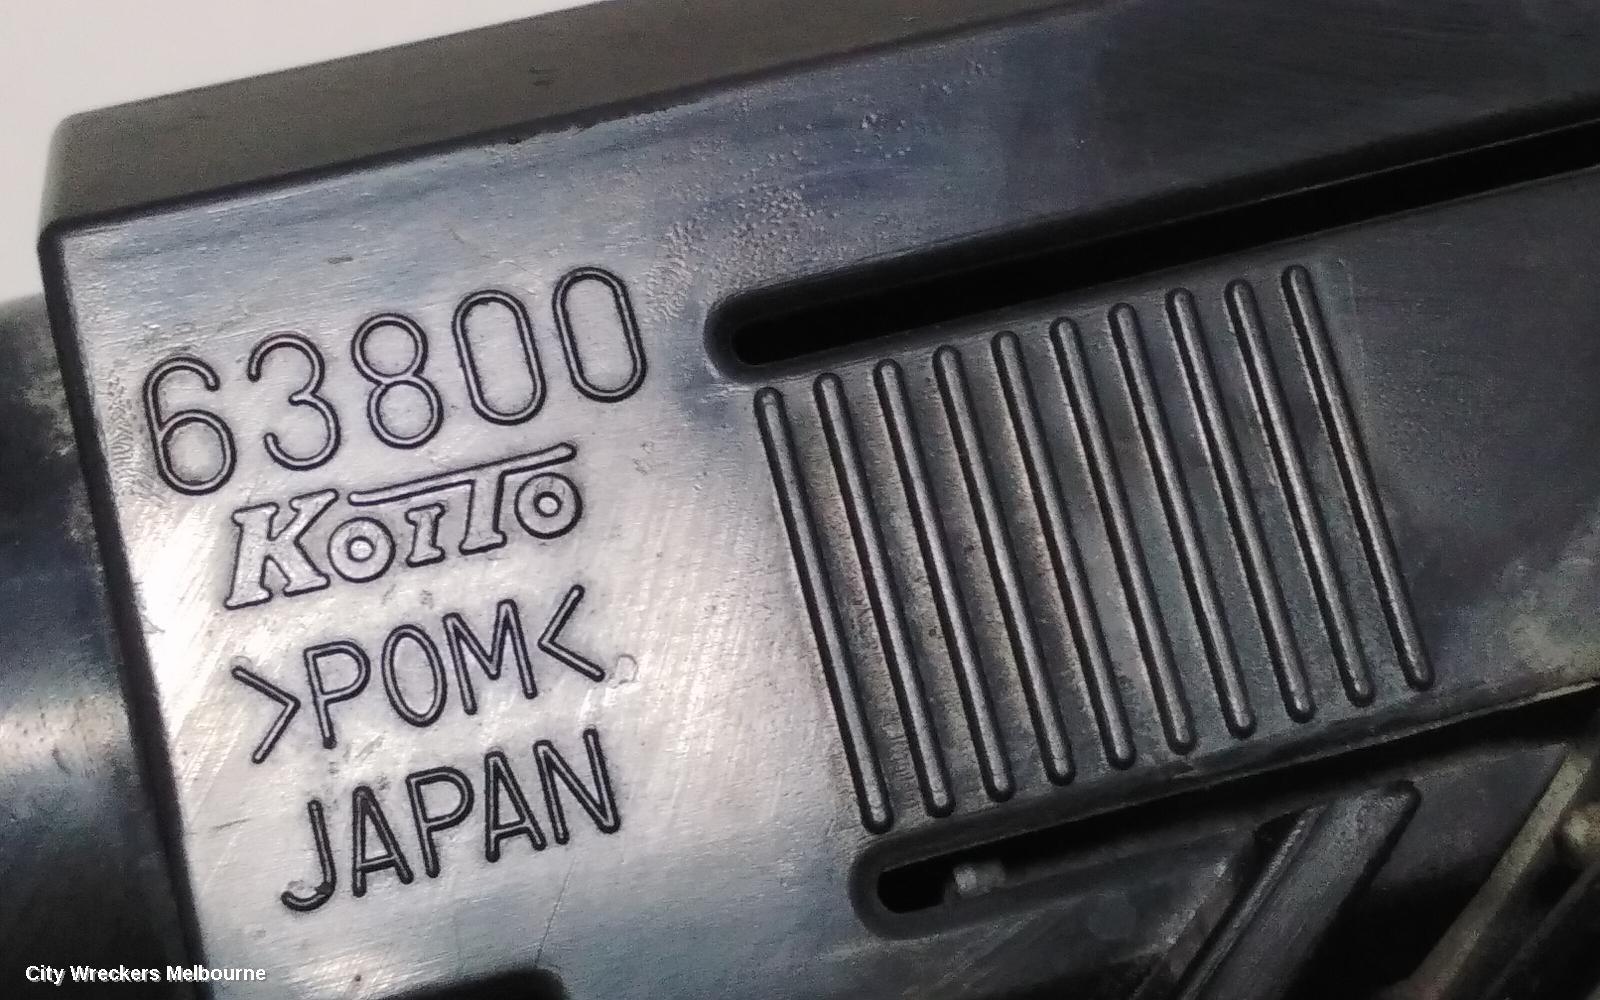 63800
KOITO
>POM<
JAPAN
City Wreckers Melbourne